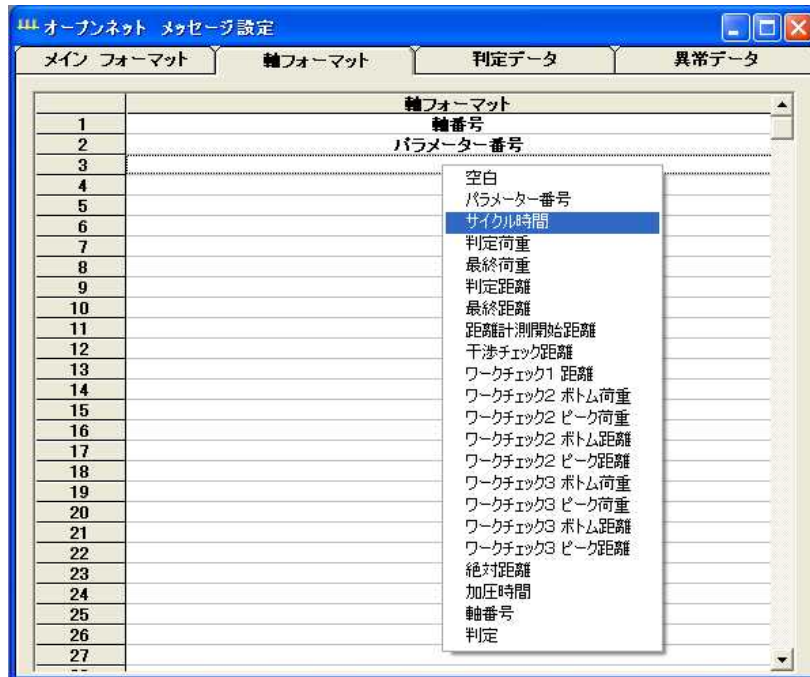 オープンネット メッセージ設定
メイン フォーマット 軸フォーマット 判定データ 異常データ
軸フォーマット
1 軸番号
2 パラメーター番号
3
4
5
6
7
8
9
10
11
12
13
14
15
16
17
18
19
20
21
22
23
24
25
26
27
空白
パラメーター番号
サイクル時間
判定荷重
最終荷重
判定距離
最終距離
距離計測開始距離
干渉チェック距離
ワークチェック1 距離
ワークチェック2 ボトム荷重
ワークチェック2 ピーク荷重
ワークチェック2 ボトム距離
ワークチェック2 ピーク距離
ワークチェック3 ボトム荷重
ワークチェック3 ピーク荷重
ワークチェック3 ボトム距離
ワークチェック3 ピーク距離
絶対距離
加圧時間
軸番号
判定